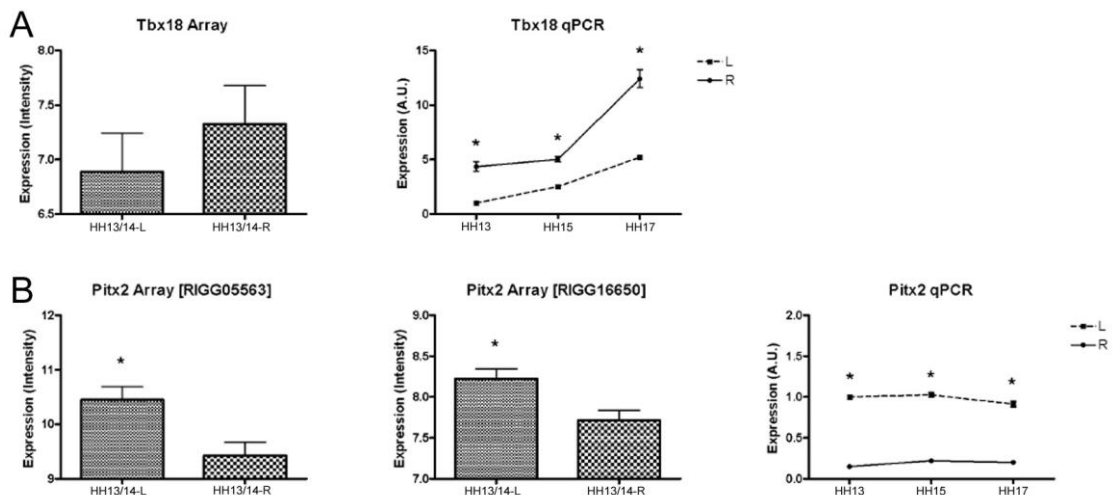 A
Tbx18 Array
Expression (Intensity)
8.0
7.5
7.0
6.5
HH13/14-L
HH13/14-R
Tbx18 qPCR
Expression (A.U.)
15
10
5
0
*
*
*
HH13
HH15
HH17
L
R
B
Pitx2 Array [RIGG05563]
Expression (Intensity)
12
11
10
9
*
HH13/14-L
HH13/14-R
Pitx2 Array [RIGG16650]
Expression (Intensity)
9.0
8.5
8.0
7.5
7.0
*
HH13/14-L
HH13/14-R
Pitx2 qPCR
Expression (A.U.)
2.0
1.5
1.0
0.5
0.0
*
*
*
HH13
HH15
HH17
L
R